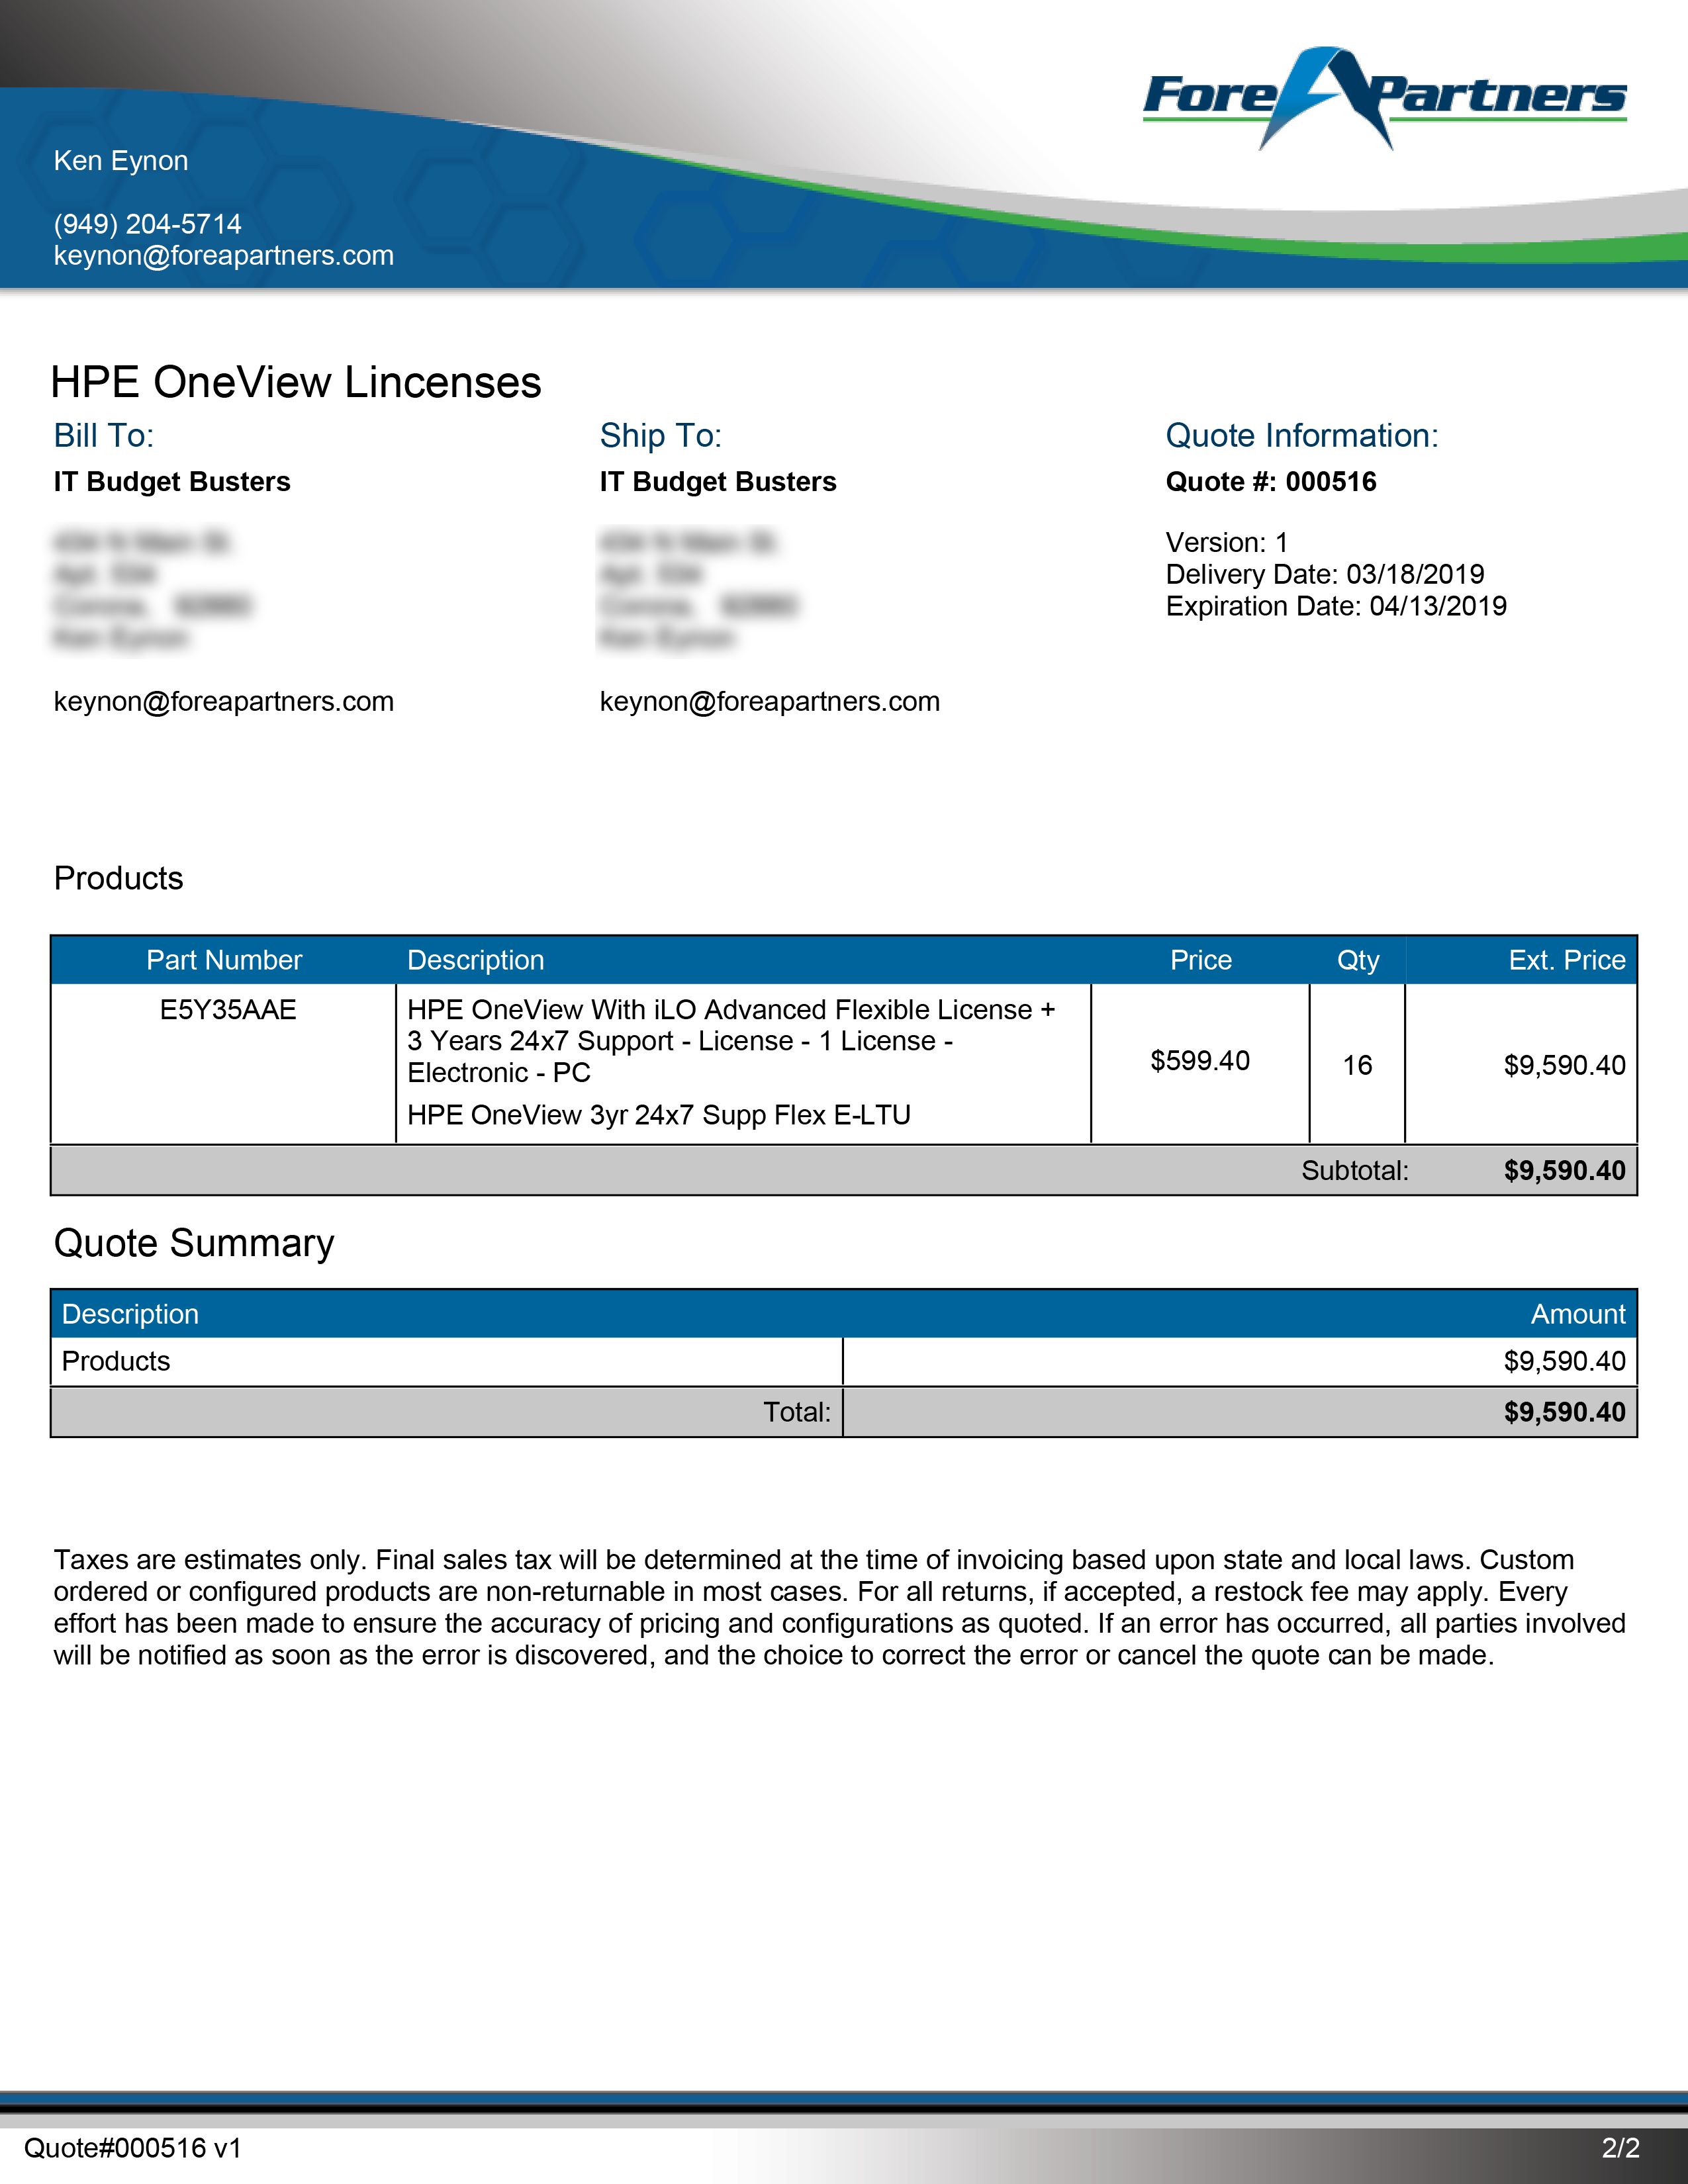 Fore A Partners
Ken Eynon
(949) 204-5714
keynon@foreapartners.com
HPE OneView Lincenses
Bill To:
IT Budget Busters
keynon@foreapartners.com
Ship To:
IT Budget Busters
keynon@foreapartners.com
Quote Information:
Quote #: 000516
Version: 1
Delivery Date: 03/18/2019
Expiration Date: 04/13/2019
Products
Part Number Description Price Qty Ext. Price
E5Y35AAE HPE OneView With iLO Advanced Flexible License +
3 Years 24x7 Support - License - 1 License -
Electronic - PC
HPE OneView 3yr 24x7 Supp Flex E-LTU
$599.40 16 $9,590.40
Subtotal: $9,590.40
Quote Summary
Description Amount
Products $9,590.40
Total: $9,590.40
Taxes are estimates only. Final sales tax will be determined at the time of invoicing based upon state and local laws. Custom
ordered or configured products are non-returnable in most cases. For all returns, if accepted, a restock fee may apply. Every
effort has been made to ensure the accuracy of pricing and configurations as quoted. If an error has occurred, all parties involved
will be notified as soon as the error is discovered, and the choice to correct the error or cancel the quote can be made.
Quote#000516 v1 2/2